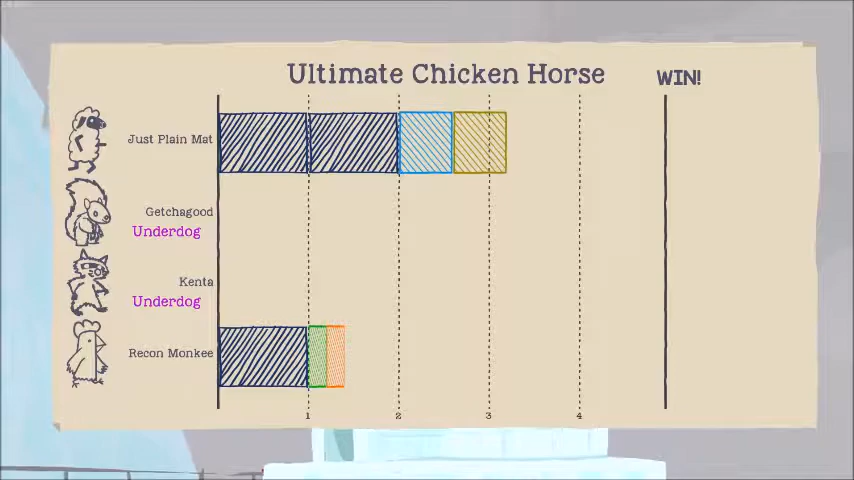 Ultimate Chicken Horse
WIN!
Just Plain Mat
Getchagood
Underdog
Kenta
Underdog
Recon Monkee
1 2 3 4